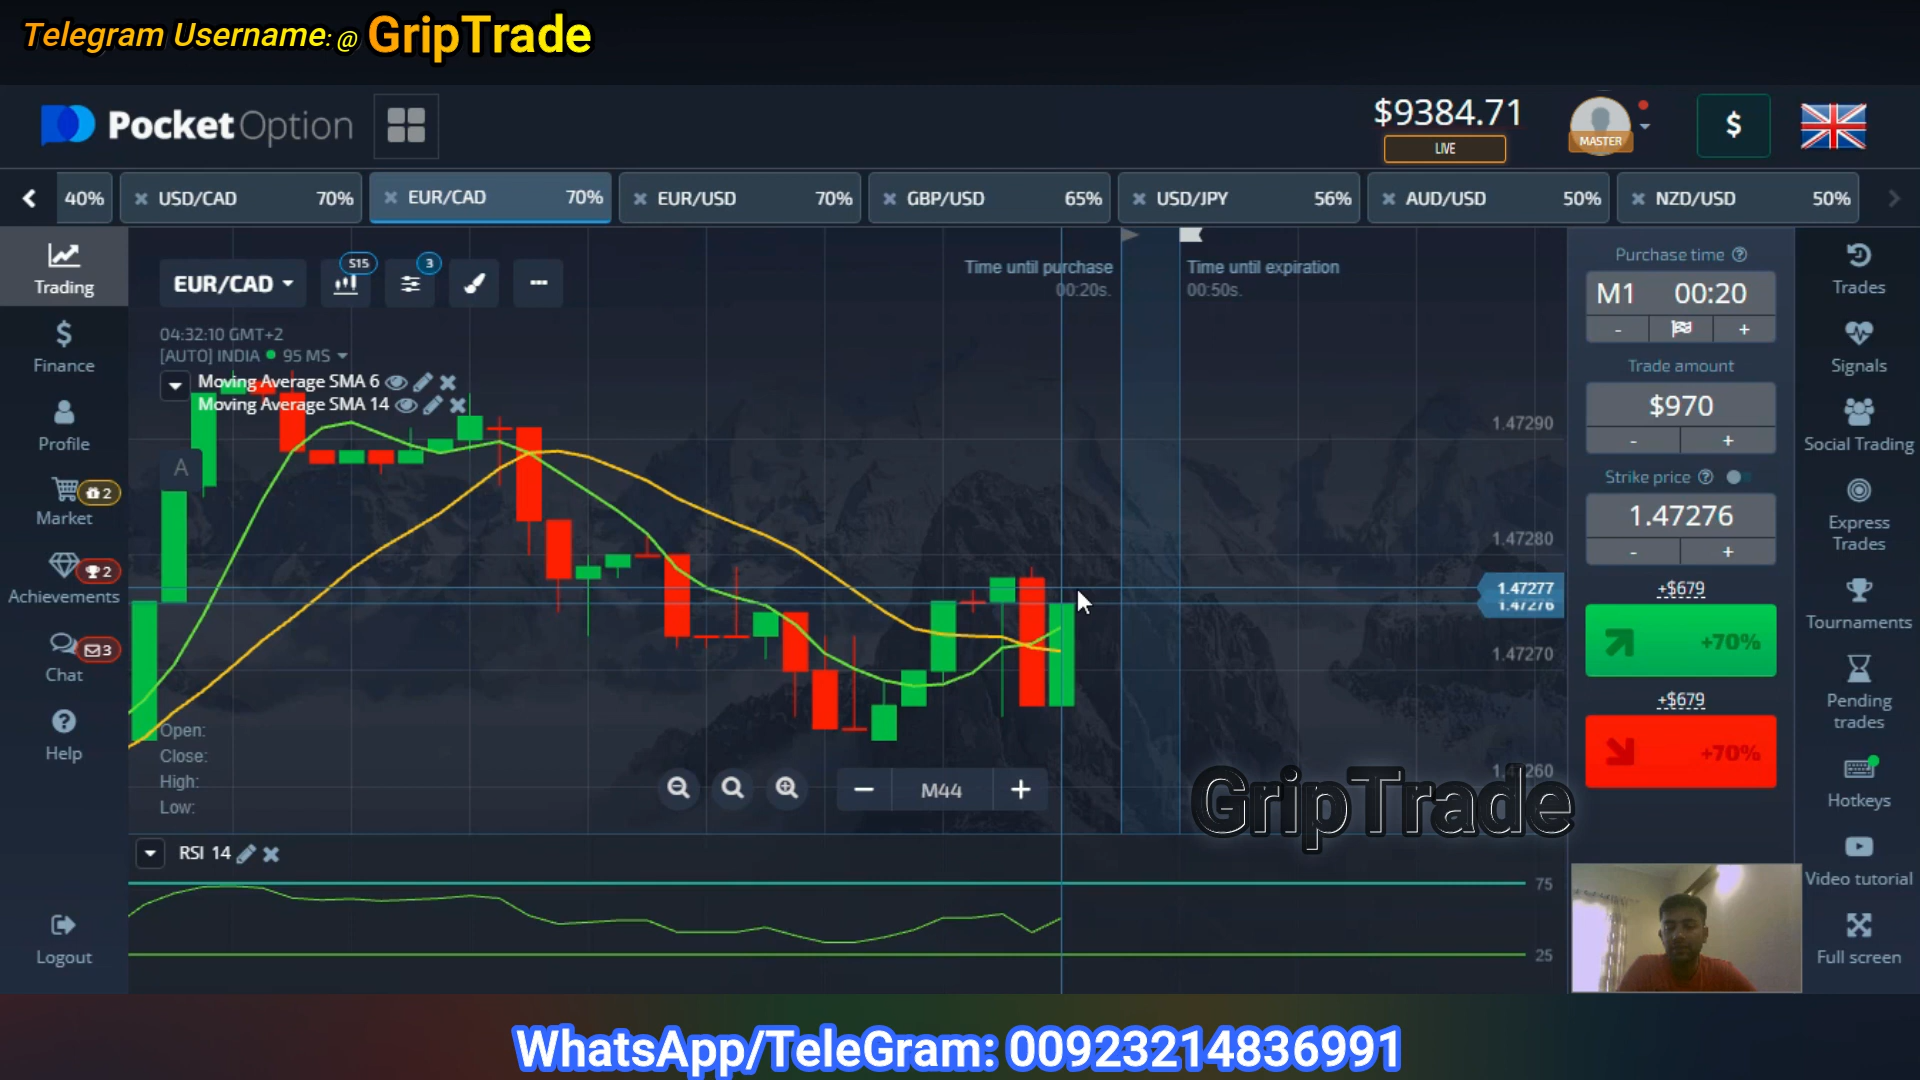 Telegram Username: @ GripTrade
PocketOption
$9384.71
LIVE
MASTER
$
40%
USD/CAD 70%
EUR/CAD 70%
EUR/USD 70%
GBP/USD 65%
USD/JPY 56%
AUD/USD 50%
NZD/USD 50%
Trading
Finance
Profile
Market
2
Achievements
2
Chat
3
Help
Logout
EUR/CAD
S15
3
04:32:10 GMT+2
[AUTO] INDIA 95 MS
Moving Average SMA 6
Moving Average SMA 14
A
Time until purchase
00:20s.
Time until expiration
00:50s.
1.47290
1.47280
1.47277
1.47276
1.47270
1.47260
Open:
Close:
High:
Low:
M44
GripTrade
RSI 14
75
25
Purchase time
M1 00:20
- +
Trade amount
$970
- +
Strike price
1.47276
- +
+$679
+70%
+$679
+70%
Trades
Signals
Social Trading
Express
Trades
Tournaments
Pending
trades
Hotkeys
Video tutorial
Full screen
WhatsApp/TeleGram: 00923214836991